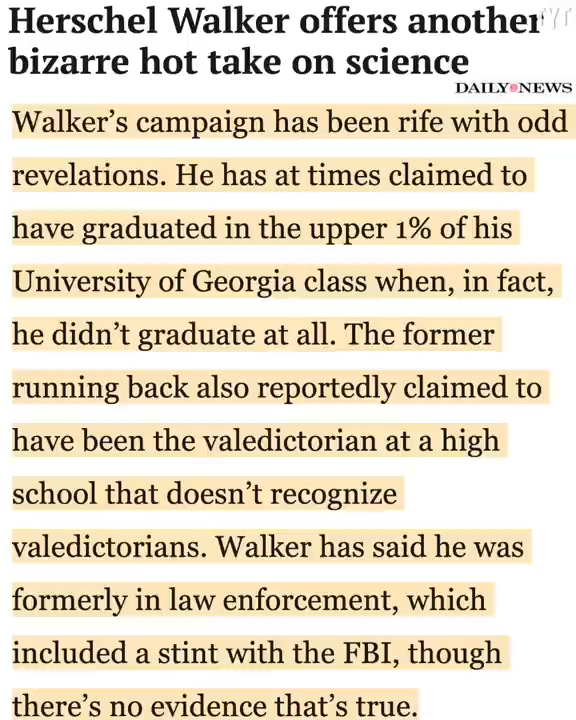 Herschel Walker offers another
bizarre hot take on science
DAILY NEWS
Walker’s campaign has been rife with odd
revelations. He has at times claimed to
have graduated in the upper 1% of his
University of Georgia class when, in fact,
he didn’t graduate at all. The former
running back also reportedly claimed to
have been the valedictorian at a high
school that doesn’t recognize
valedictorians. Walker has said he was
formerly in law enforcement, which
included a stint with the FBI, though
there’s no evidence that’s true.